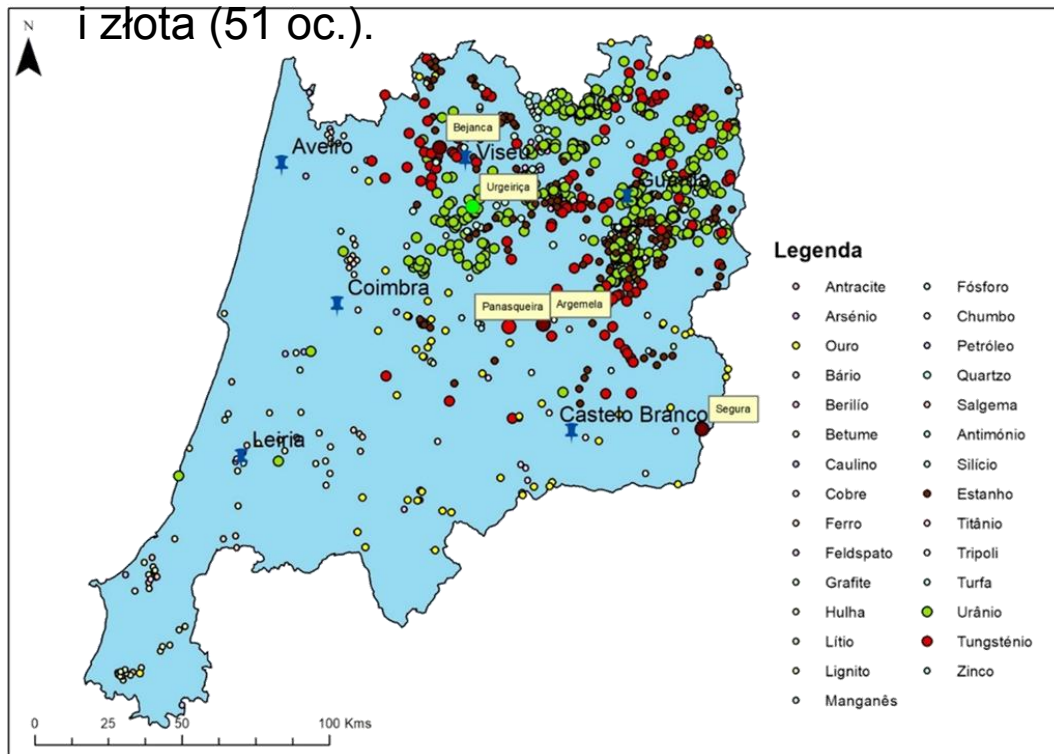 i złota (51 oc.).
N
Bejanca
Aveiro
Viseu
Urgeiriça
Guarda
Coimbra
Panasqueira
Argemela
Castelo Branco
Segura
Leiria
Legenda
Antracite
Arsénio
Ouro
Bário
Berilío
Betume
Caulino
Cobre
Ferro
Feldspato
Grafite
Hulha
Lítio
Lignito
Manganês
Fósforo
Chumbo
Petróleo
Quartzo
Salgema
Antimónio
Silício
Estanho
Titânio
Tripoli
Turfa
Urânio
Tungsténio
Zinco
0 25 50 100 Kms